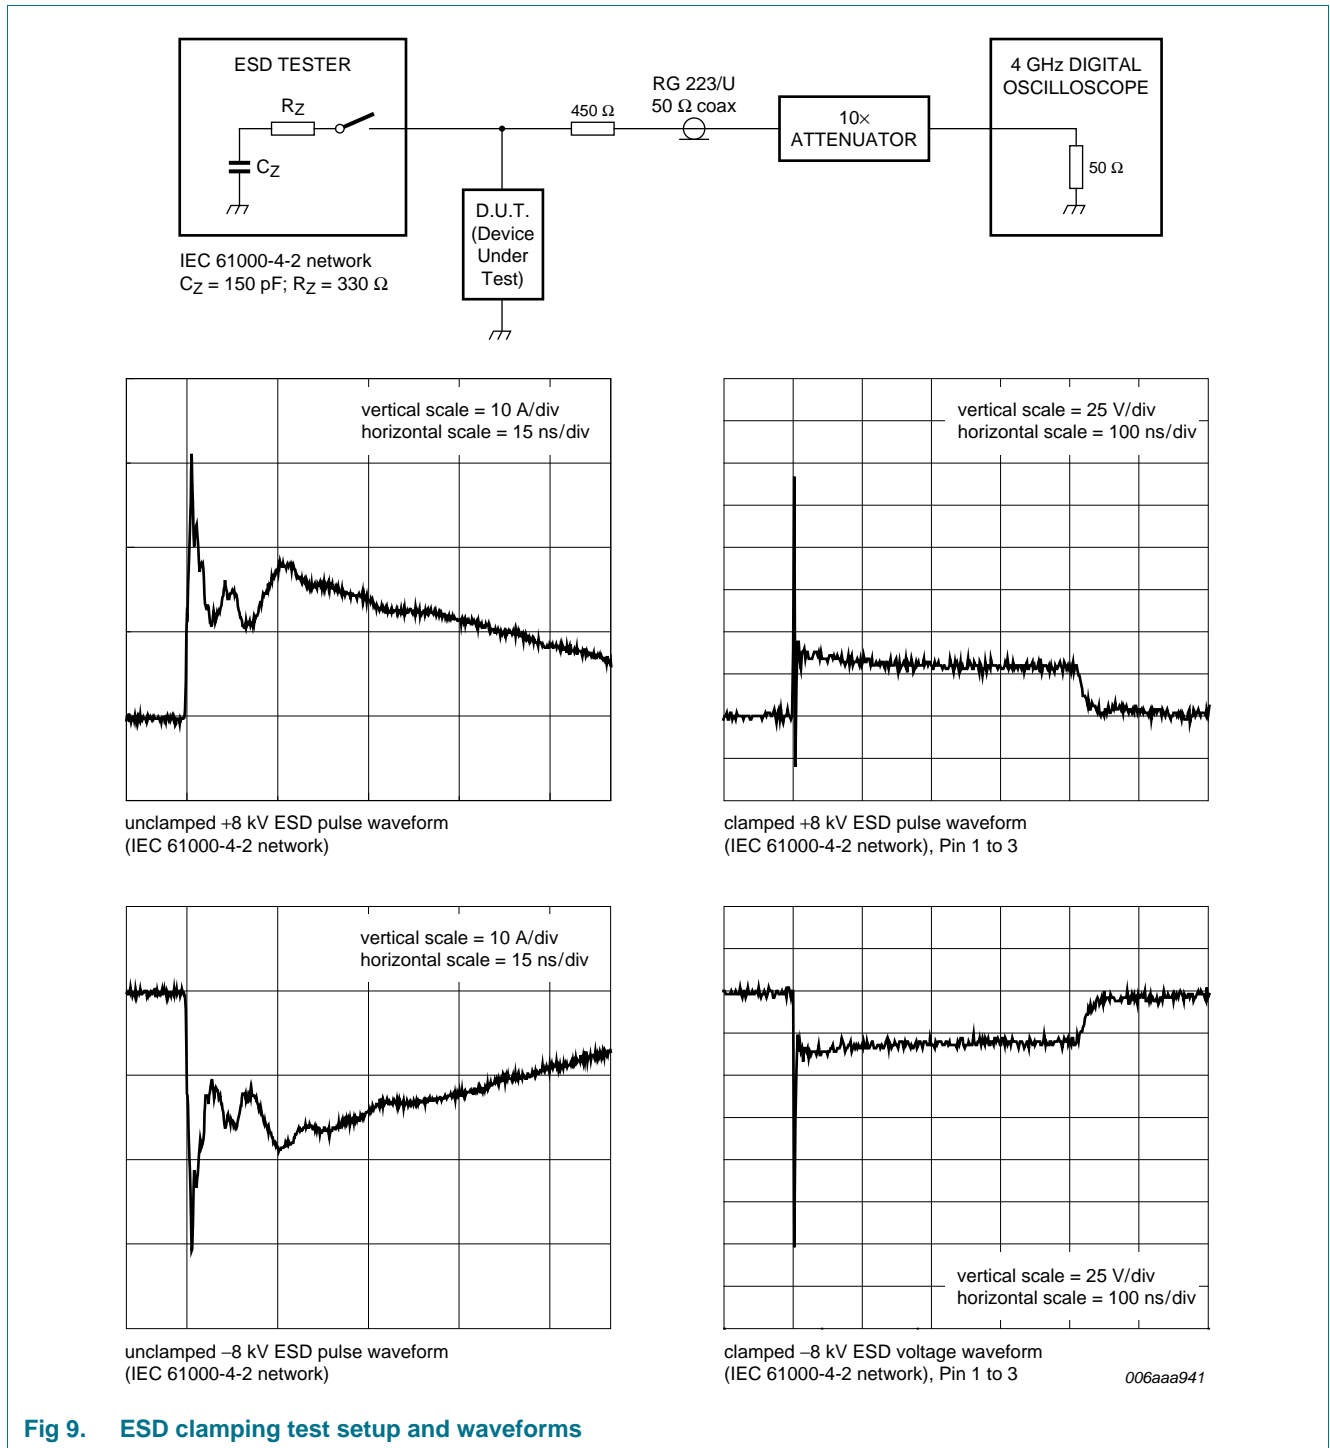 ESD TESTER
RZ
CZ
IEC 61000-4-2 network
CZ = 150 pF; RZ = 330 Ω
D.U.T.
(Device
Under
Test)
450 Ω
RG 223/U
50 Ω coax
10×
ATTENUATOR
4 GHz DIGITAL
OSCILLOSCOPE
50 Ω
vertical scale = 10 A/div
horizontal scale = 15 ns/div
unclamped +8 kV ESD pulse waveform
(IEC 61000-4-2 network)
vertical scale = 25 V/div
horizontal scale = 100 ns/div
clamped +8 kV ESD pulse waveform
(IEC 61000-4-2 network), Pin 1 to 3
vertical scale = 10 A/div
horizontal scale = 15 ns/div
unclamped −8 kV ESD pulse waveform
(IEC 61000-4-2 network)
vertical scale = 25 V/div
horizontal scale = 100 ns/div
clamped −8 kV ESD voltage waveform
(IEC 61000-4-2 network), Pin 1 to 3
006aaa941
Fig 9. ESD clamping test setup and waveforms